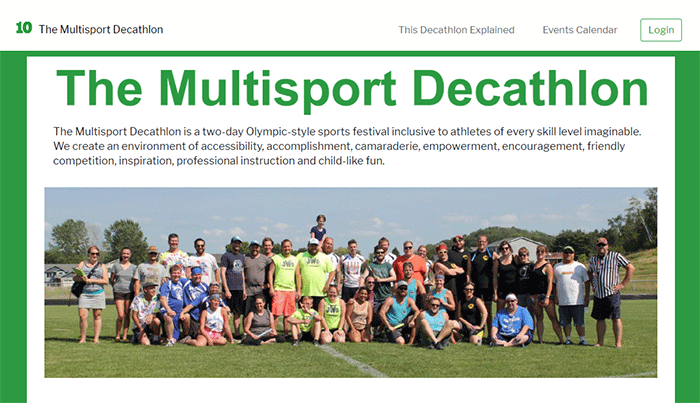 10 The Multisport Decathlon This Decathlon Explained Events Calendar Login
The Multisport Decathlon
The Multisport Decathlon is a two-day Olympic-style sports festival inclusive to athletes of every skill level imaginable.
We create an environment of accessibility, accomplishment, camaraderie, empowerment, encouragement, friendly
competition, inspiration, professional instruction and child-like fun.